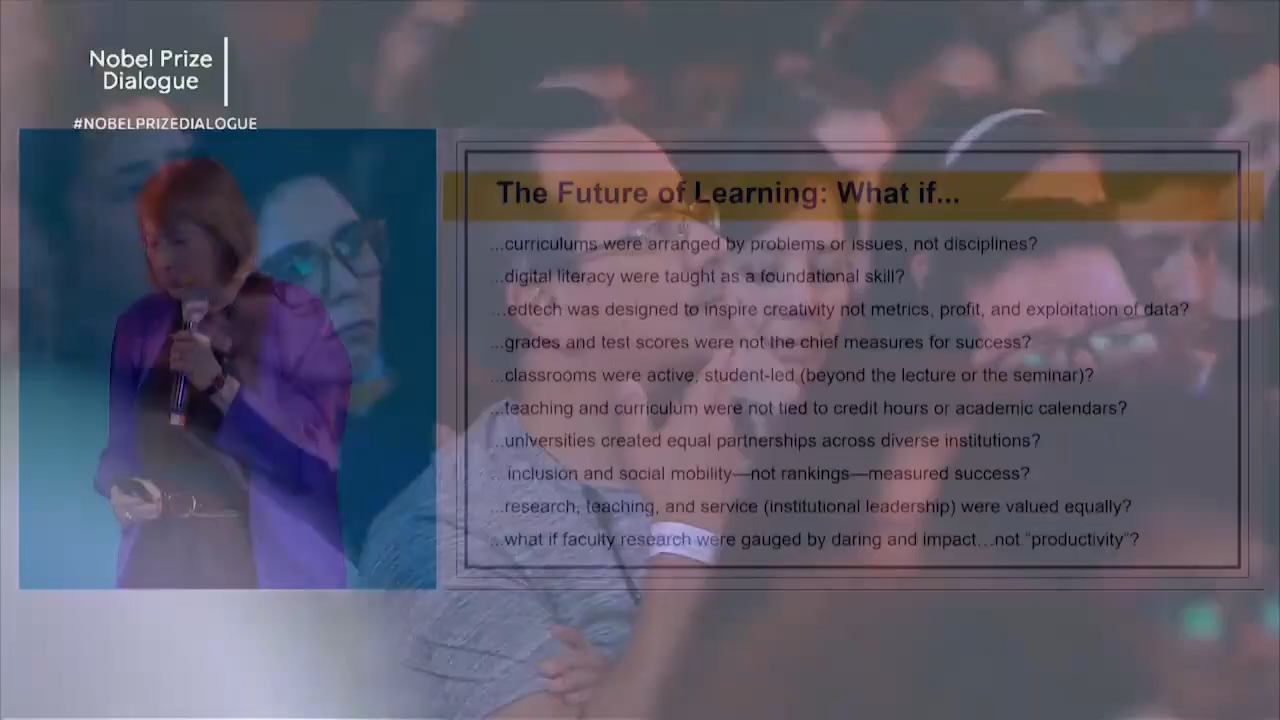 Nobel Prize
Dialogue
#NOBELPRIZEDIALOGUE
The Future of Learning: What if...
...curriculums were arranged by problems or issues, not disciplines?
...digital literacy were taught as a foundational skill?
...edtech was designed to inspire creativity not metrics, profit, and exploitation of data?
...grades and test scores were not the chief measures for success?
...classrooms were active, student-led (beyond the lecture or the seminar)?
...teaching and curriculum were not tied to credit hours or academic calendars?
...universities created equal partnerships across diverse institutions?
...inclusion and social mobility—not rankings—measured success?
...research, teaching, and service (institutional leadership) were valued equally?
...what if faculty research were gauged by daring and impact...not “productivity”?